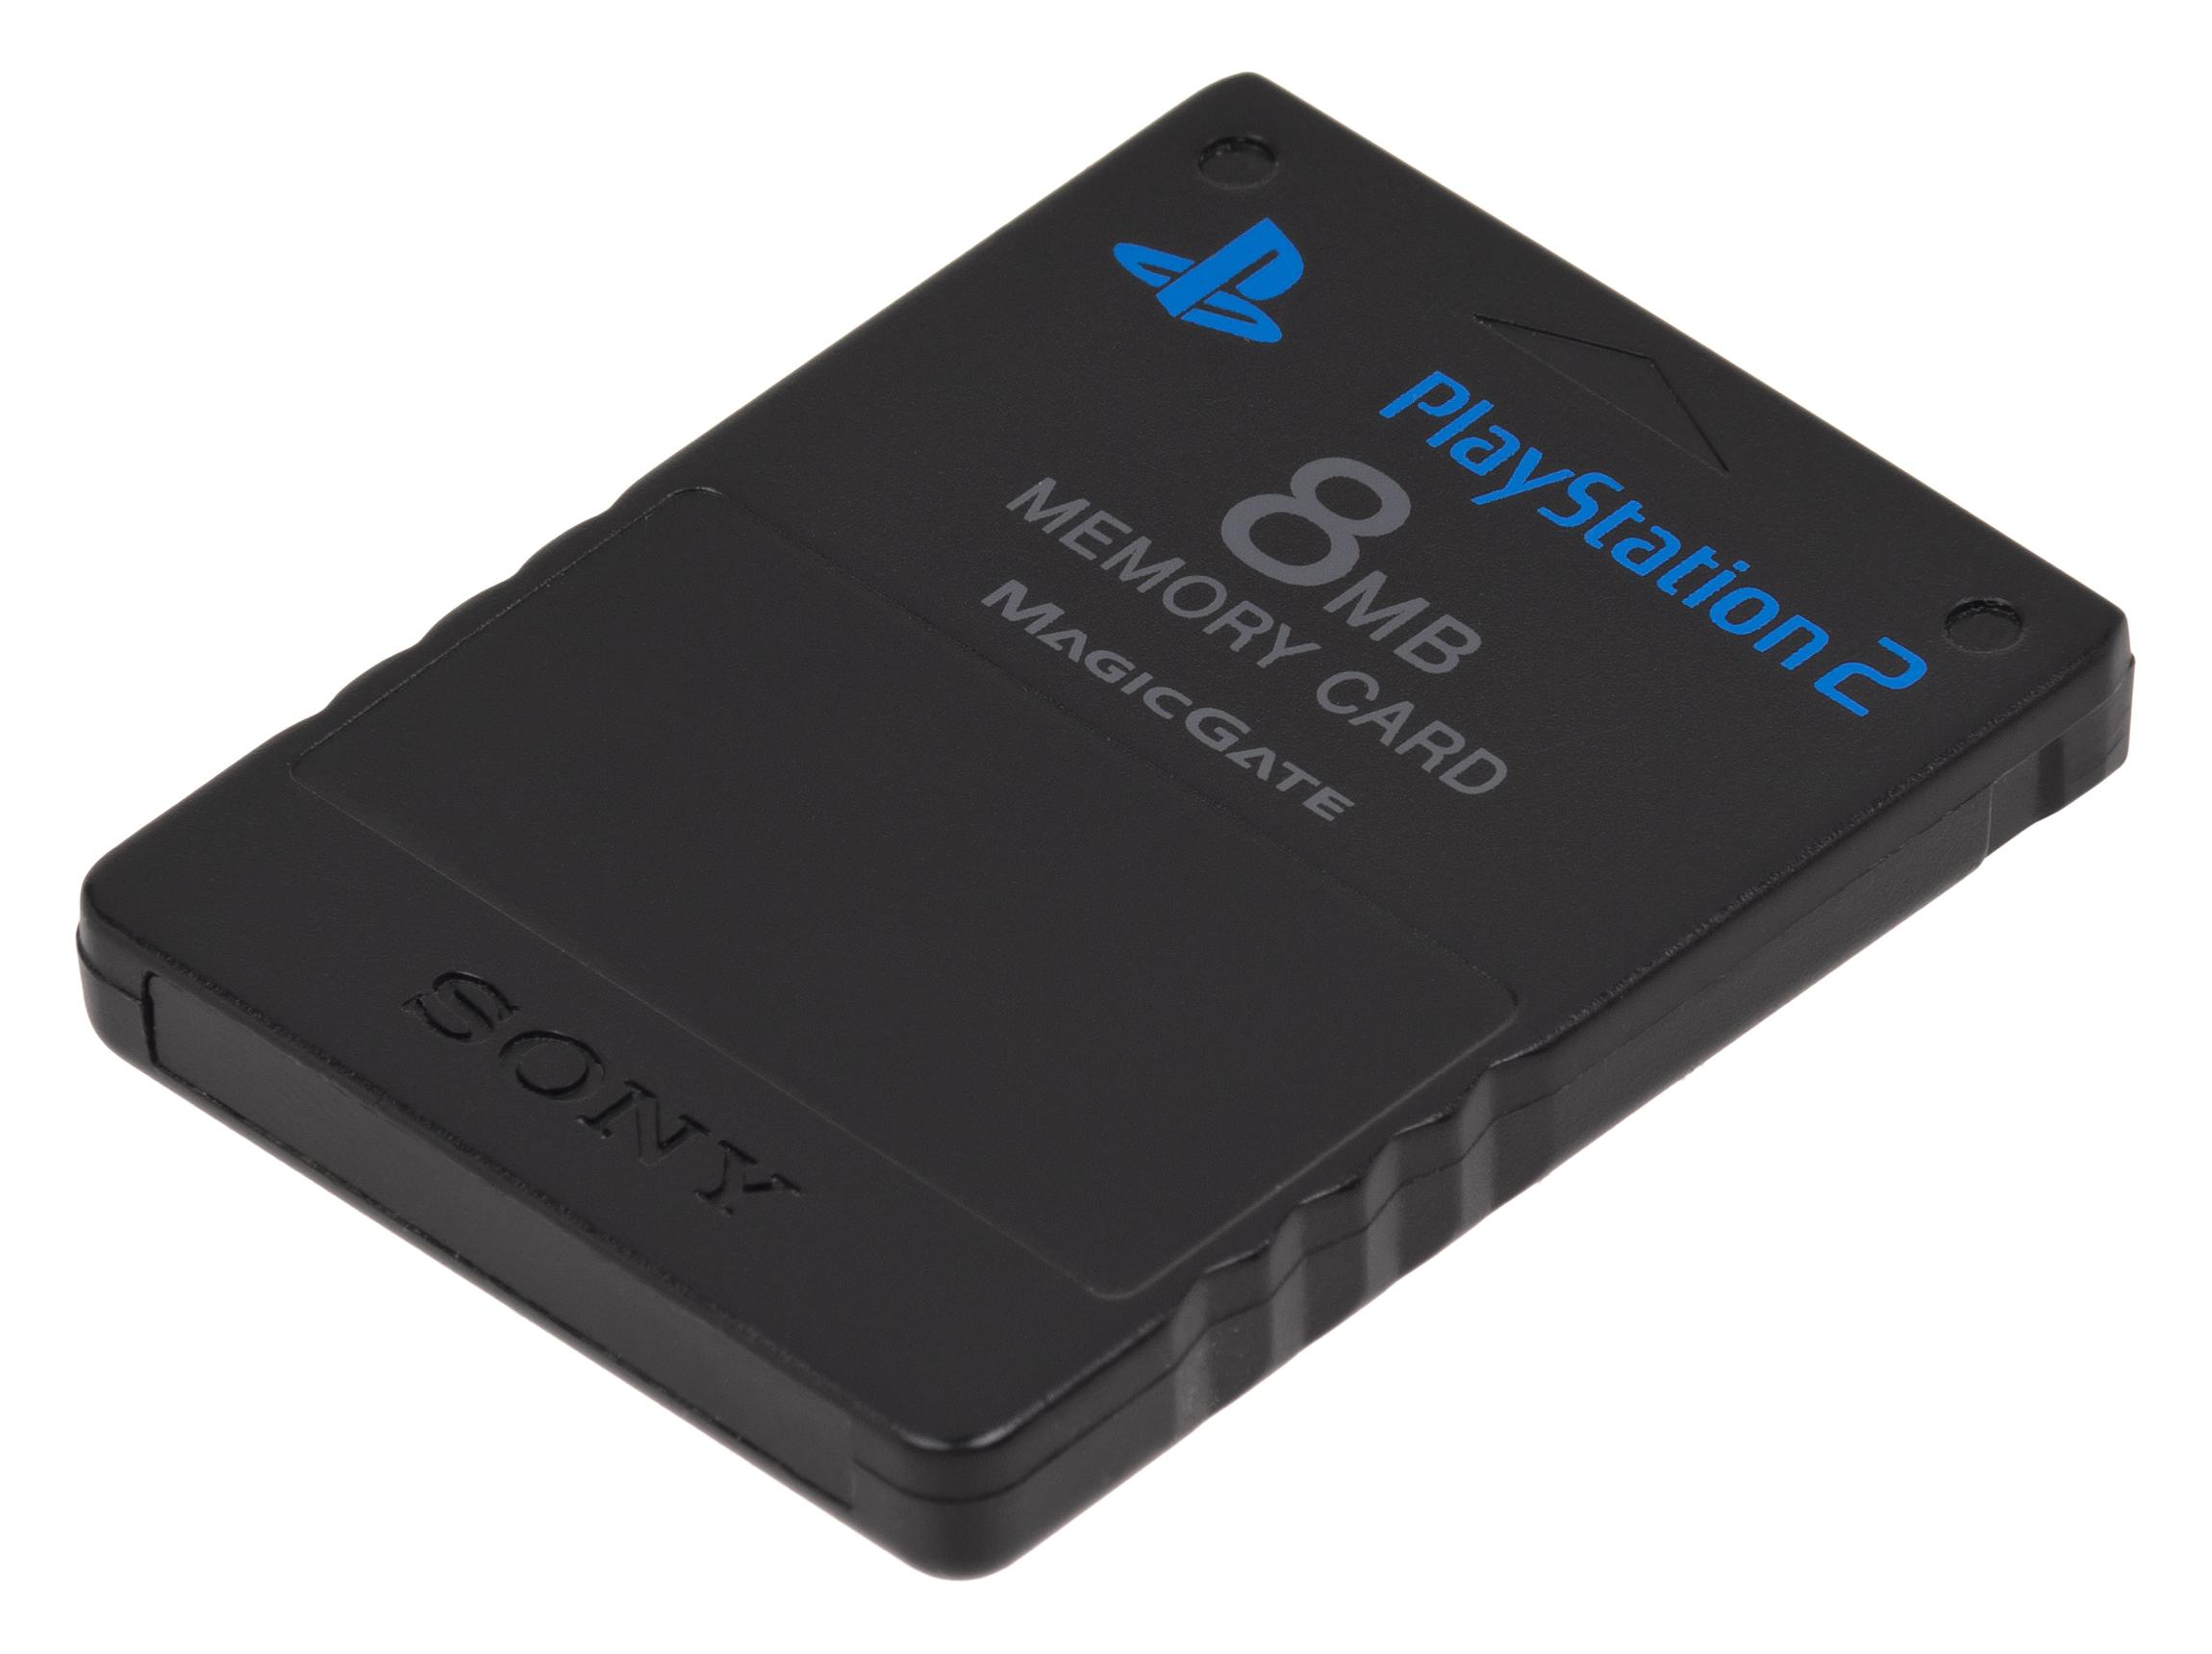 PlayStation 2
8MB
MEMORY CARD
MAGICGATE
SONY